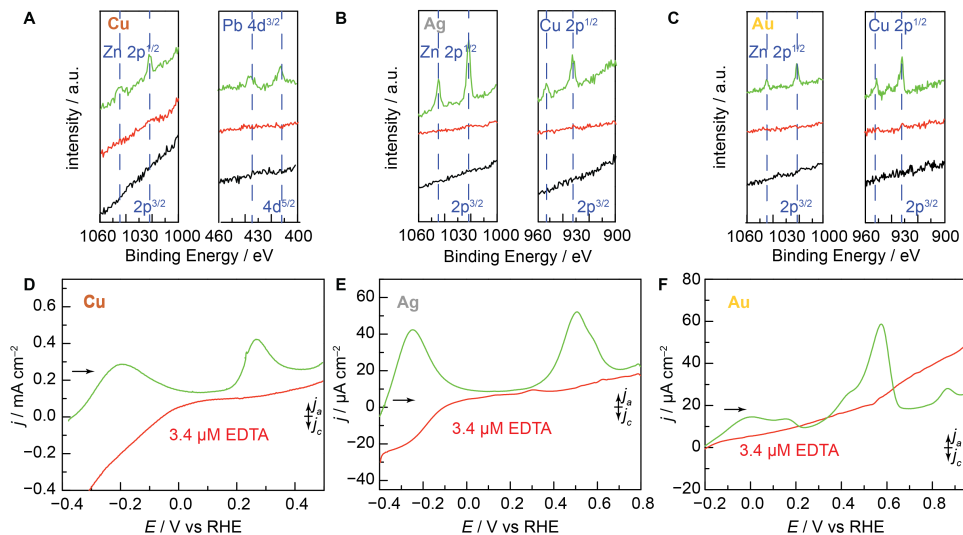 A
Cu
Zn 2p1/2
Pb 4d3/2
intensity / a.u.
2p3/2
4d5/2
1060 1030 1000
460 430 400
Binding Energy / eV
B
Ag
Zn 2p1/2
Cu 2p1/2
intensity / a.u.
2p3/2
2p3/2
1060 1030 1000
960 930 900
Binding Energy / eV
C
Au
Zn 2p1/2
Cu 2p1/2
intensity / a.u.
2p3/2
2p3/2
1060 1030 1000
960 930 900
Binding Energy / eV
D
Cu
0.6
0.4
0.2
0.0
-0.2
-0.4
j / mA cm−2
ja
jc
3.4 µM EDTA
-0.4 -0.2 0.0 0.2 0.4
E / V vs RHE
E
Ag
60
40
20
0
-20
-40
j / µA cm−2
ja
jc
3.4 µM EDTA
-0.4 -0.2 0.0 0.2 0.4 0.6 0.8
E / V vs RHE
F
Au
80
60
40
20
0
-20
j / µA cm−2
ja
jc
3.4 µM EDTA
-0.2 0.0 0.2 0.4 0.6 0.8
E / V vs RHE